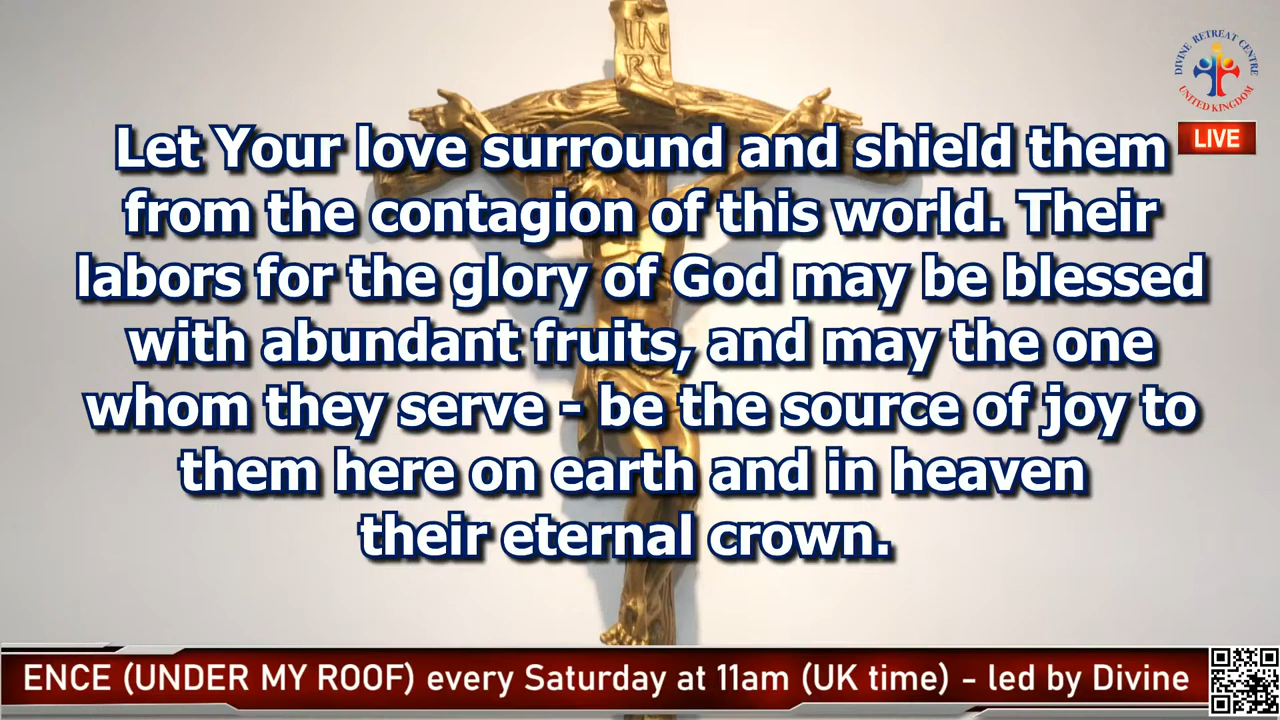 IN
RI
DIVINE RETREAT CENTRE
UNITED KINGDOM
LIVE
Let Your love surround and shield them
from the contagion of this world. Their
labors for the glory of God may be blessed
with abundant fruits, and may the one
whom they serve - be the source of joy to
them here on earth and in heaven
their eternal crown.
ENCE (UNDER MY ROOF) every Saturday at 11am (UK time) - led by Divine